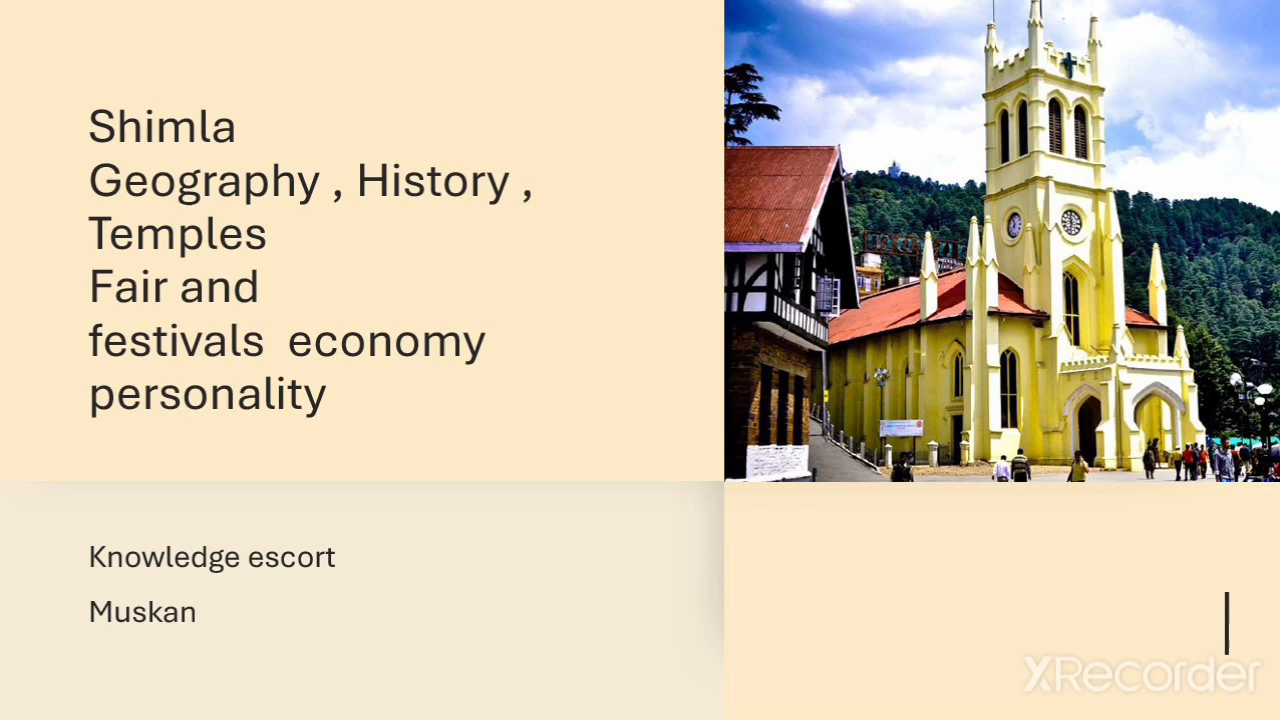 Shimla
Geography , History ,
Temples
Fair and
festivals  economy
personality
Knowledge escort
Muskan
XRecorder